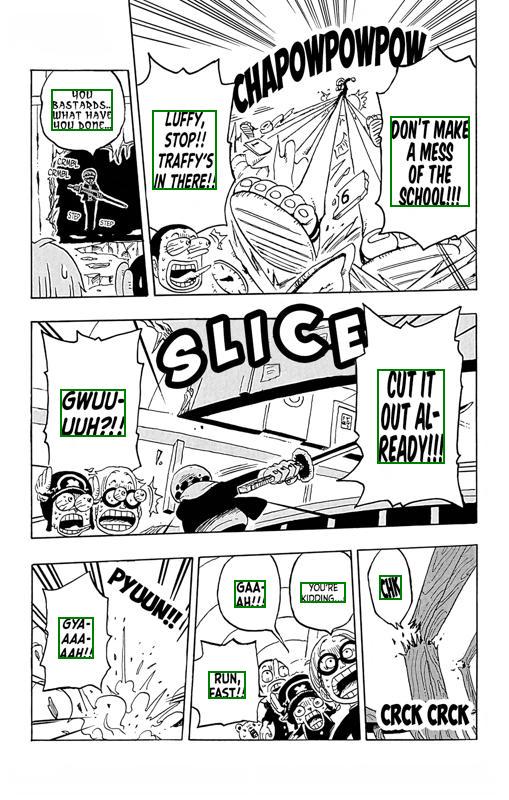 CHAPOWPOWPOW
DON'T MAKE
A MESS
OF THE
SCHOOL!!!
LUFFY,
STOP!!
TRAFFY'S
IN THERE!!
6
YOU
BASTARDS..
WHAT HAVE
YOU DONE...
CRMBL
CRMBL
STEP
STEP
SLICE
CUT IT
OUT AL-
READY!!!
GWUU-
UUH?!!
CHK
CRCK CRCK
YOU'RE
KIDDING....
GAA-
AH!!!
RUN,
FAST!!
PYUUN!!
GYA-
AAA-
AAH!!